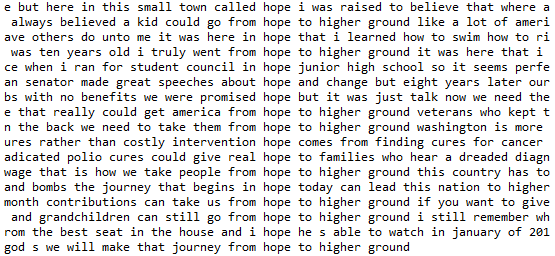 e but here in this small town called hope i was raised to believe that where a
always believed a kid could go from hope to higher ground like a lot of ameri
ave others do unto me it was here in hope that i learned how to swim how to ri
was ten years old i truly went from hope to higher ground it was here that i
ce when i ran for student council in hope junior high school so it seems perfe
an senator made great speeches about hope and change but eight years later our
bs with no benefits we were promised hope but it was just talk now we need the
e that really could get america from hope to higher ground veterans who kept t
n the back we need to take them from hope to higher ground washington is more
ures rather than costly intervention hope comes from finding cures for cancer
adicated polio cures could give real hope to families who hear a dreaded diagn
wage that is how we take people from hope to higher ground this country has to
and bombs the journey that begins in hope today can lead this nation to higher
month contributions can take us from hope to higher ground if you want to give
and grandchildren can still go from hope to higher ground i still remember wh
rom the best seat in the house and i hope he s able to watch in january of 201
god s we will make that journey from hope to higher ground